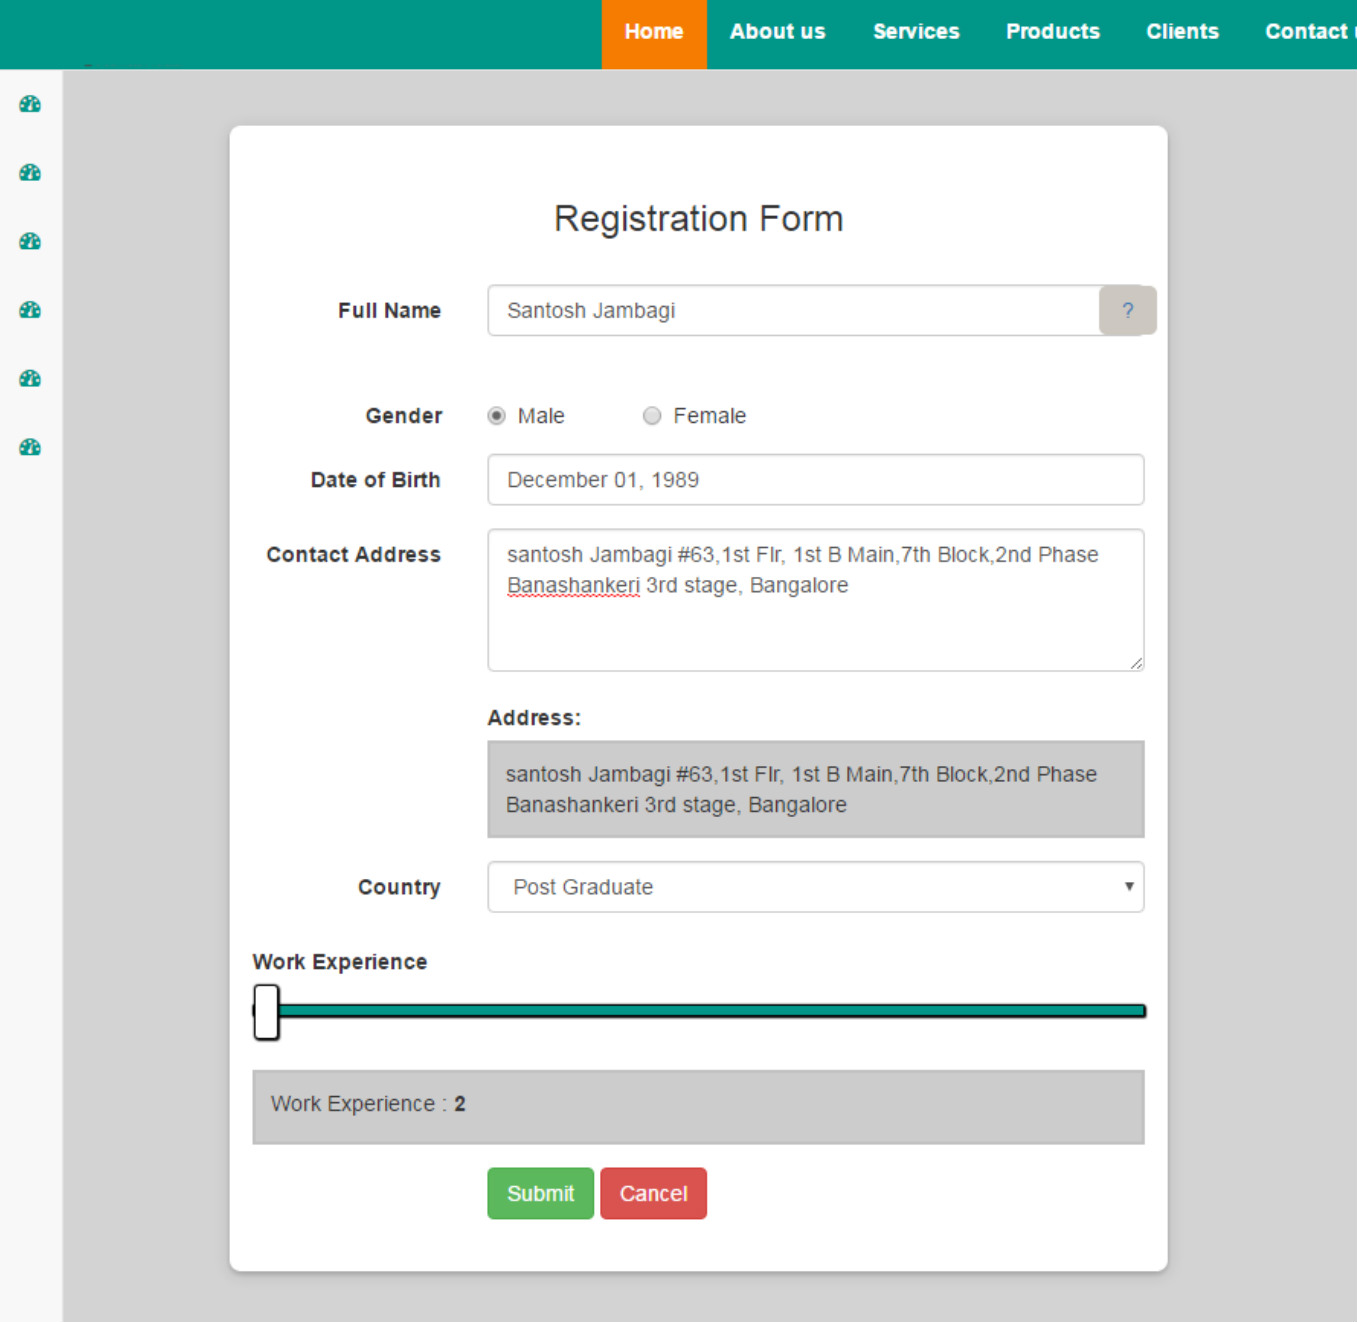 Home About us Services Products Clients Contact
Registration Form
Full Name Santosh Jambagi ?
Gender Male Female
Date of Birth December 01, 1989
Contact Address santosh Jambagi #63,1st Flr, 1st B Main,7th Block,2nd Phase
Banashankeri 3rd stage, Bangalore
Address:
santosh Jambagi #63,1st Flr, 1st B Main,7th Block,2nd Phase
Banashankeri 3rd stage, Bangalore
Country Post Graduate
Work Experience
Work Experience : 2
Submit Cancel